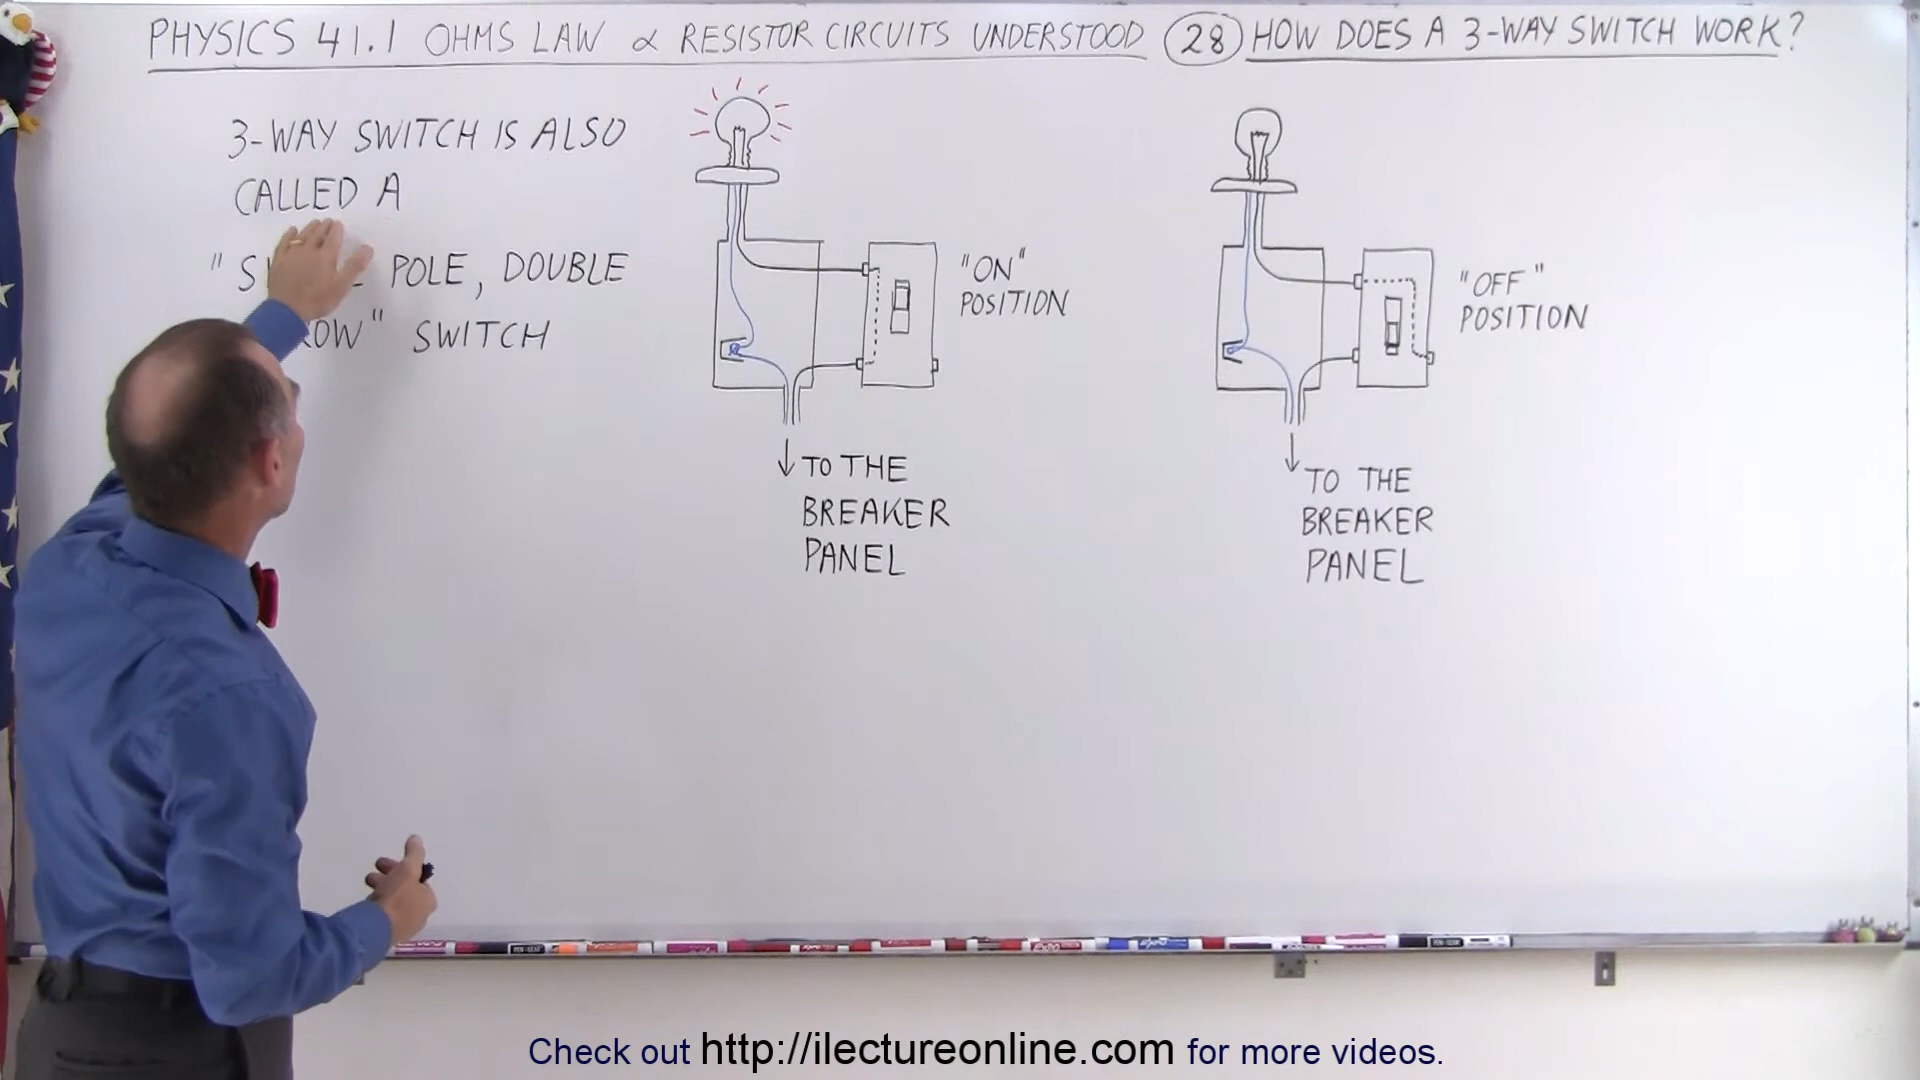 PHYSICS 41.1 OHMS LAW & RESISTOR CIRCUITS UNDERSTOOD 28 HOW DOES A 3-WAY SWITCH WORK?
3-WAY SWITCH IS ALSO
CALLED A
" POLE, DOUBLE
" SWITCH
"ON"
POSITION
TO THE
BREAKER
PANEL
"OFF"
POSITION
TO THE
BREAKER
PANEL
Check out http://ilectureonline.com for more videos.